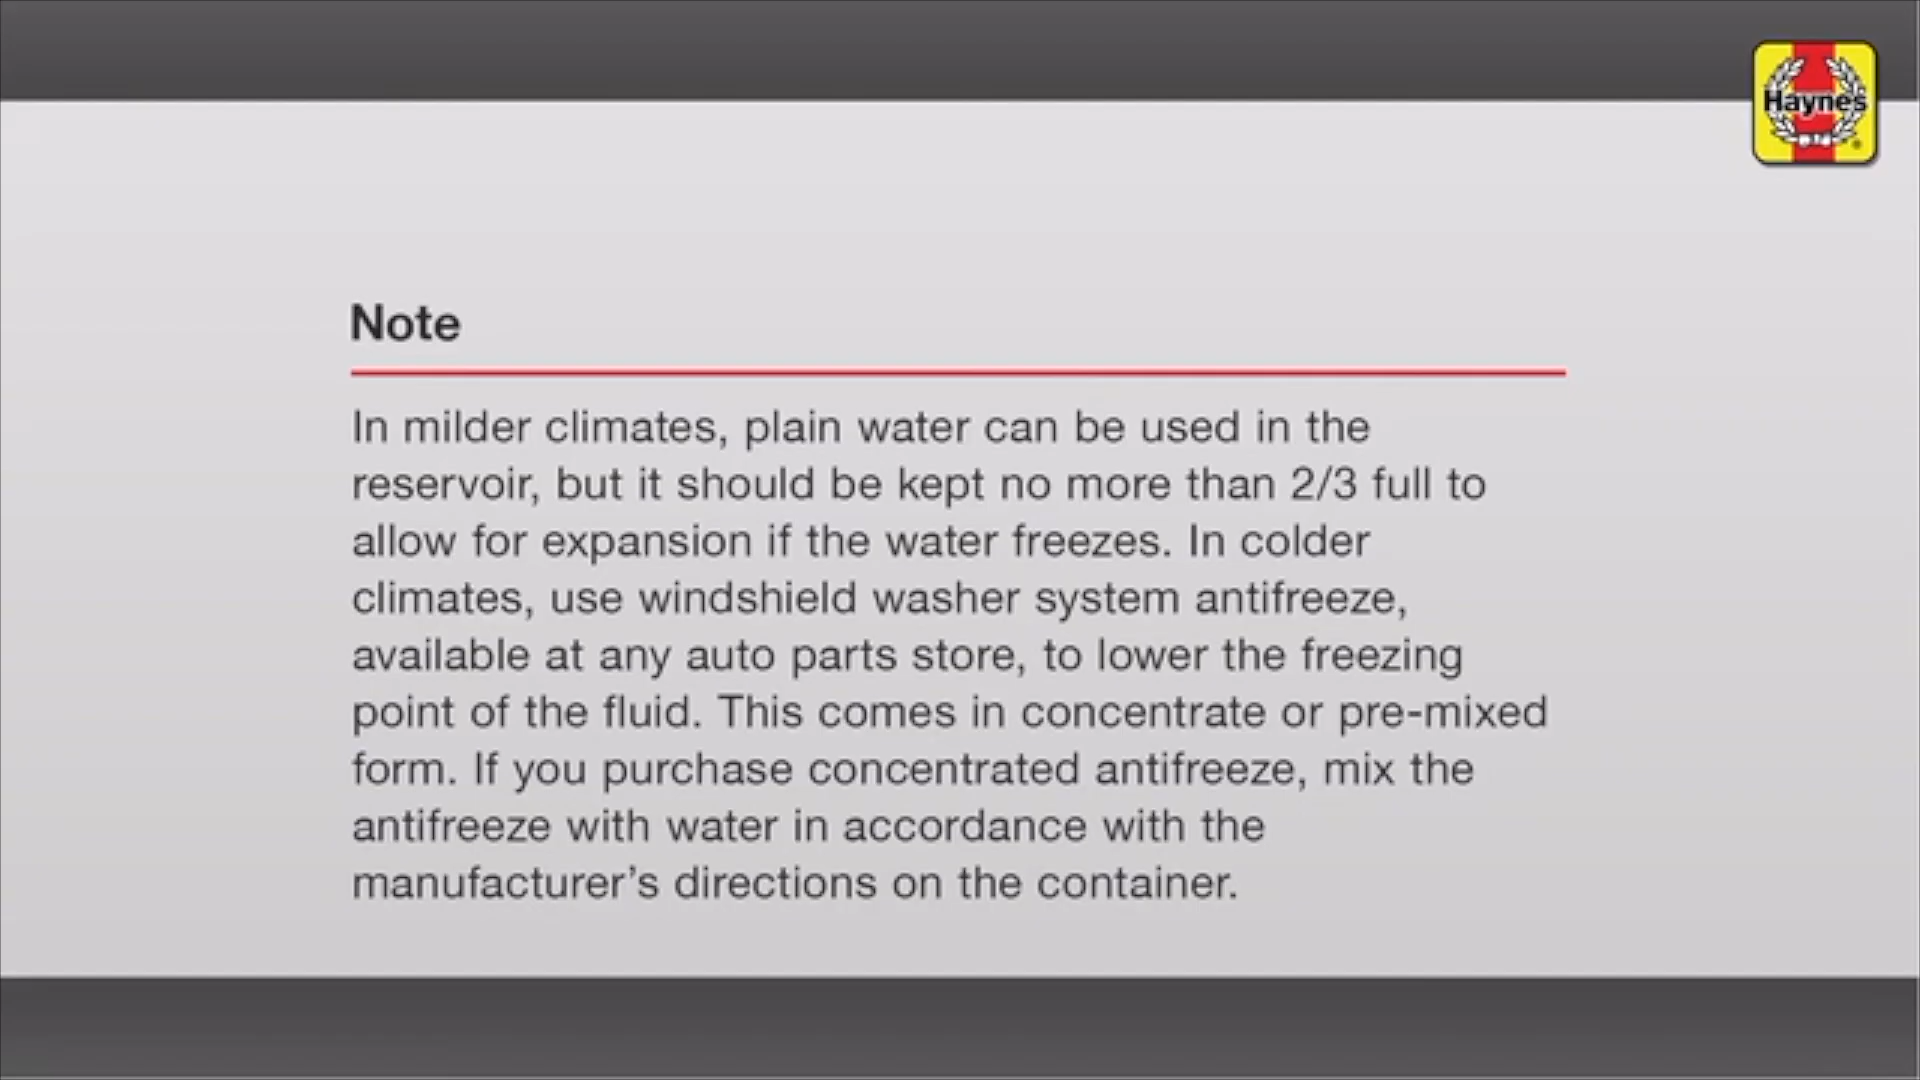 Haynes
Note
In milder climates, plain water can be used in the
reservoir, but it should be kept no more than 2/3 full to
allow for expansion if the water freezes. In colder
climates, use windshield washer system antifreeze,
available at any auto parts store, to lower the freezing
point of the fluid. This comes in concentrate or pre-mixed
form. If you purchase concentrated antifreeze, mix the
antifreeze with water in accordance with the
manufacturer’s directions on the container.